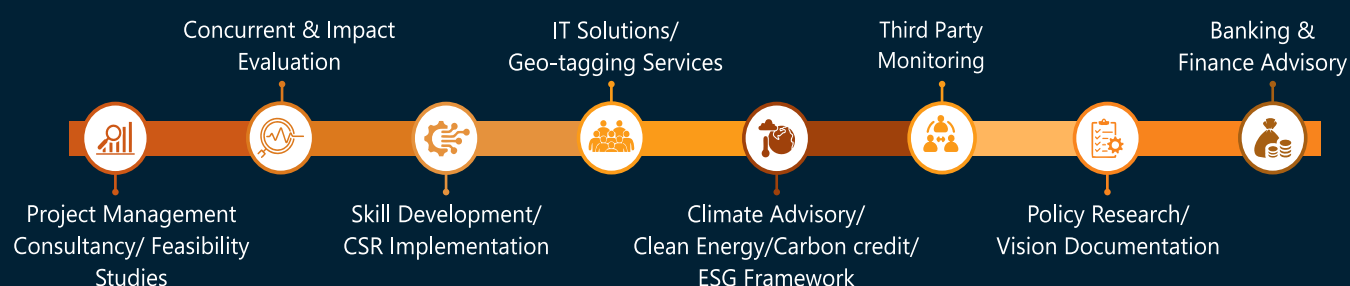 Concurrent & Impact
Evaluation
IT Solutions/
Geo-tagging Services
Third Party
Monitoring
Banking &
Finance Advisory
Project Management
Consultancy/ Feasibility
Studies
Skill Development/
CSR Implementation
Climate Advisory/
Clean Energy/Carbon credit/
ESG Framework
Policy Research/
Vision Documentation